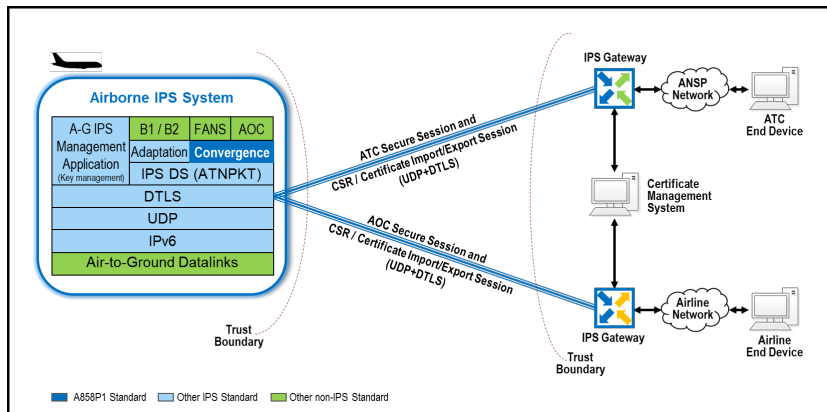 Airborne IPS System
A-G IPS
Management
Application
(Key management)
B1 / B2
FANS
AOC
Adaptation
Convergence
IPS DS (ATNPKT)
DTLS
UDP
IPv6
Air-to-Ground Datalinks
Trust
Boundary
ATC Secure Session and
CSR / Certificate Import/Export Session
(UDP+DTLS)
AOC Secure Session and
CSR / Certificate Import/Export Session
(UDP+DTLS)
IPS Gateway
ANSP
Network
ATC
End Device
Certificate
Management
System
IPS Gateway
Airline
Network
Airline
End Device
Trust
Boundary
A858P1 Standard
Other IPS Standard
Other non-IPS Standard